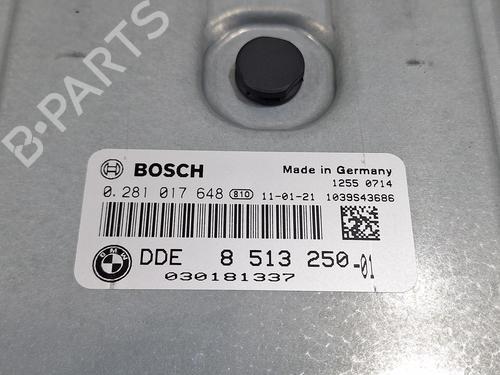 B-PARTS
BOSCH
Made in Germany
1255 0714
0 281 017 648 810 11-01-21 1039S43686
BMW
DDE 8 513 250-01
030181337